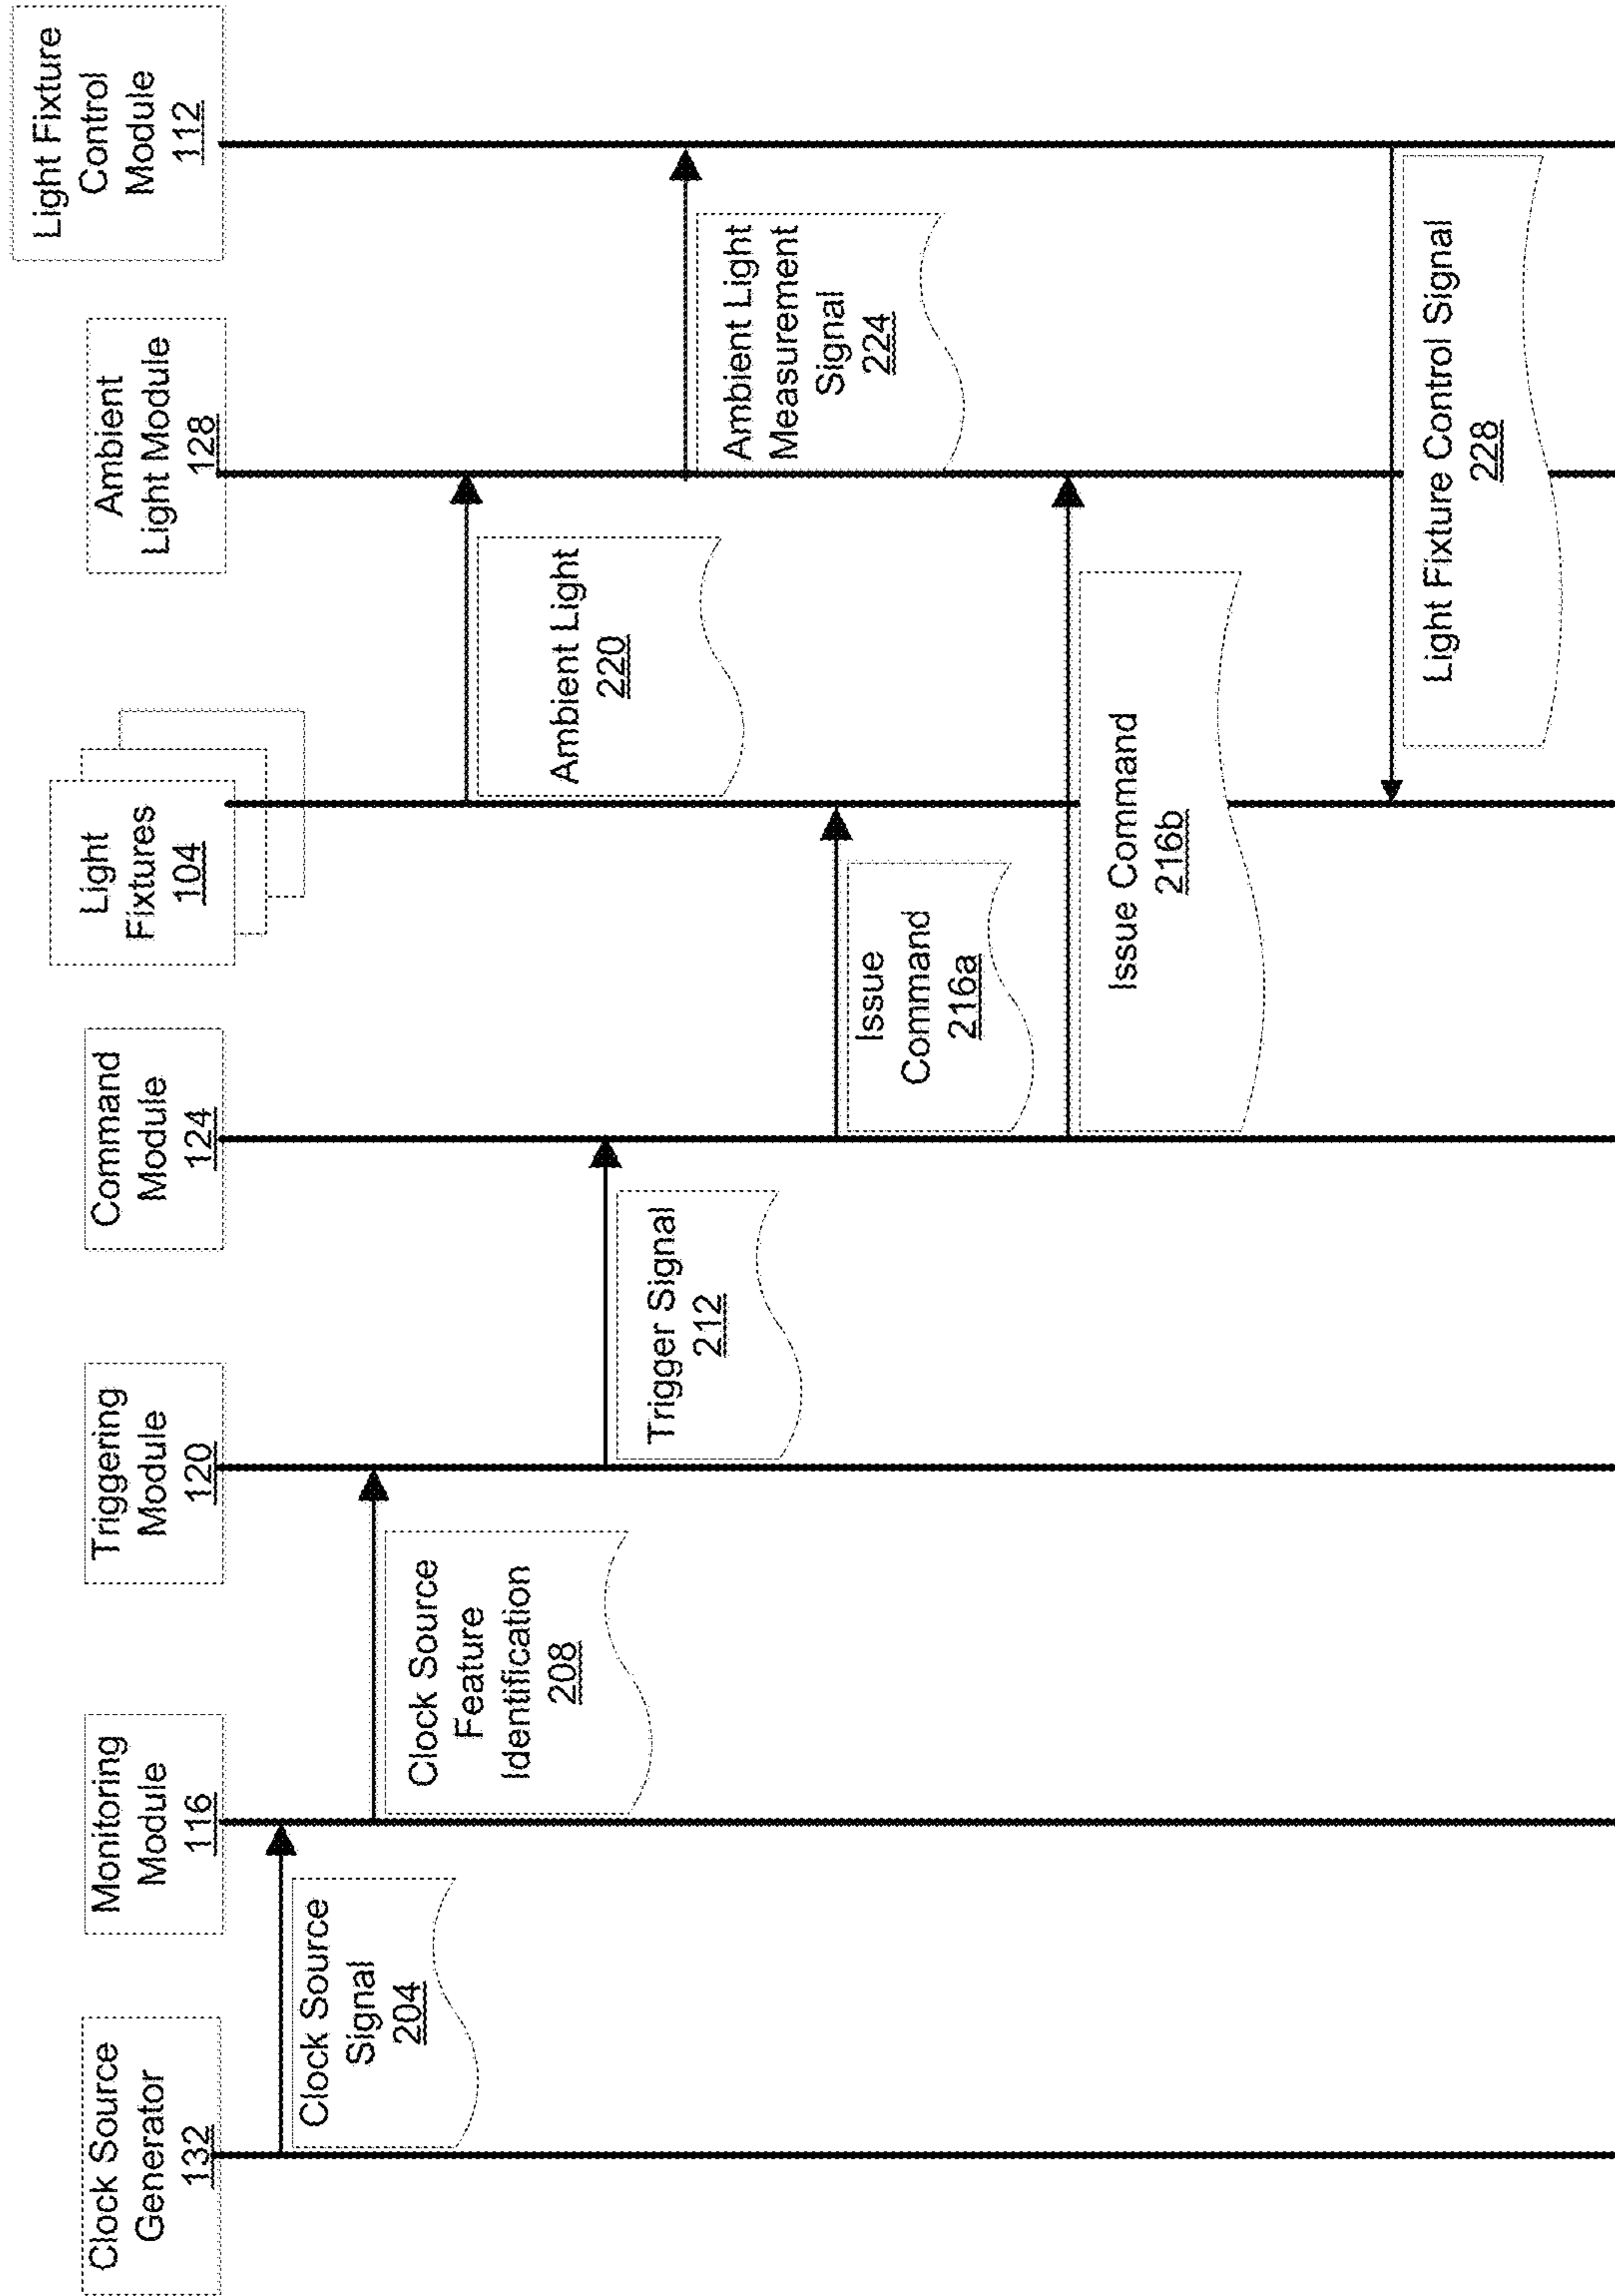 Clock Source
Generator
132
Monitoring
Module
116
Triggering
Module
120
Command
Module
124
Light
Fixtures
104
Ambient
Light Module
128
Light Fixture
Control
Module
112
Clock Source
Signal
204
Clock Source
Feature
Identification
208
Ambient Light
220
Trigger Signal
212
Ambient Light
Measurement
Signal
224
Issue
Command
216a
Issue Command
216b
Light Fixture Control Signal
228